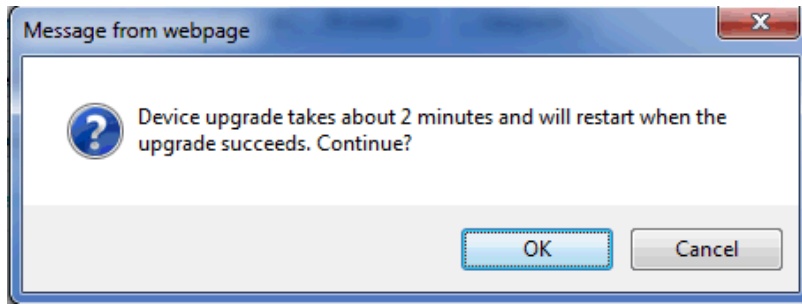 Message from webpage
Device upgrade takes about 2 minutes and will restart when the
upgrade succeeds. Continue?
OK
Cancel